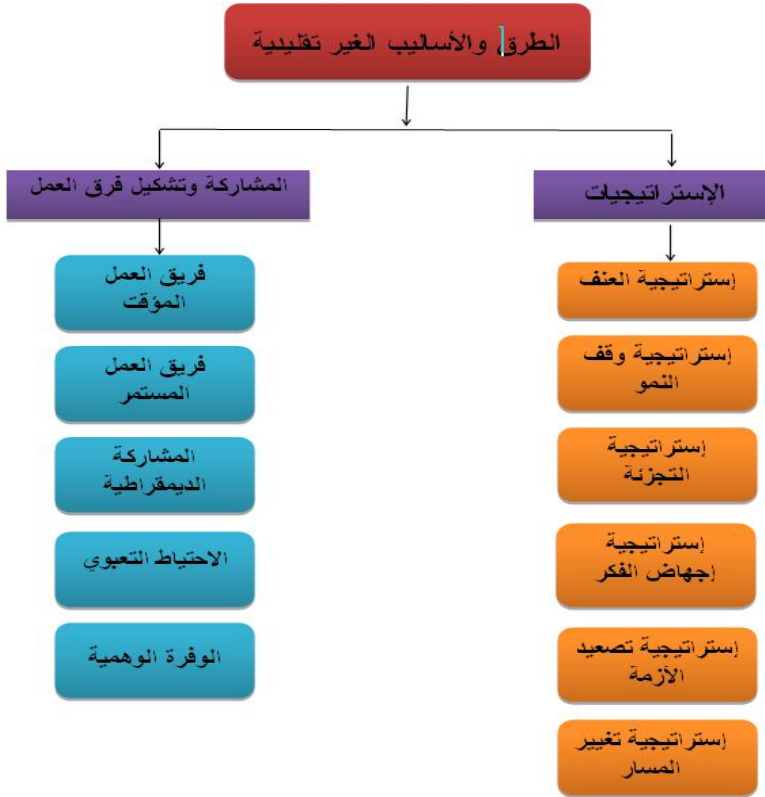 الطرق والأساليب الغير تقليدية
الإستراتيجيات
المشاركة وتشكيل فرق العمل
إستراتيجية العنف
إستراتيجية وقف
النمو
إستراتيجية
التجزئة
إستراتيجية
إجهاض الفكر
إستراتيجية تصعيد
الأزمة
إستراتيجية تغيير
المسار
فريق العمل
المؤقت
فريق العمل
المستمر
المشاركة
الديمقراطية
الاحتياط التعبوي
الوفرة الوهمية